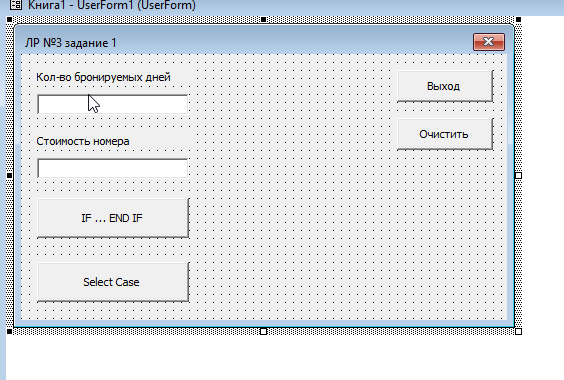 Книга1 - UserForm1 (UserForm)
ЛР №3 задание 1
Кол-во бронируемых дней
Выход
Очистить
Стоимость номера
IF ... END IF
Select Case